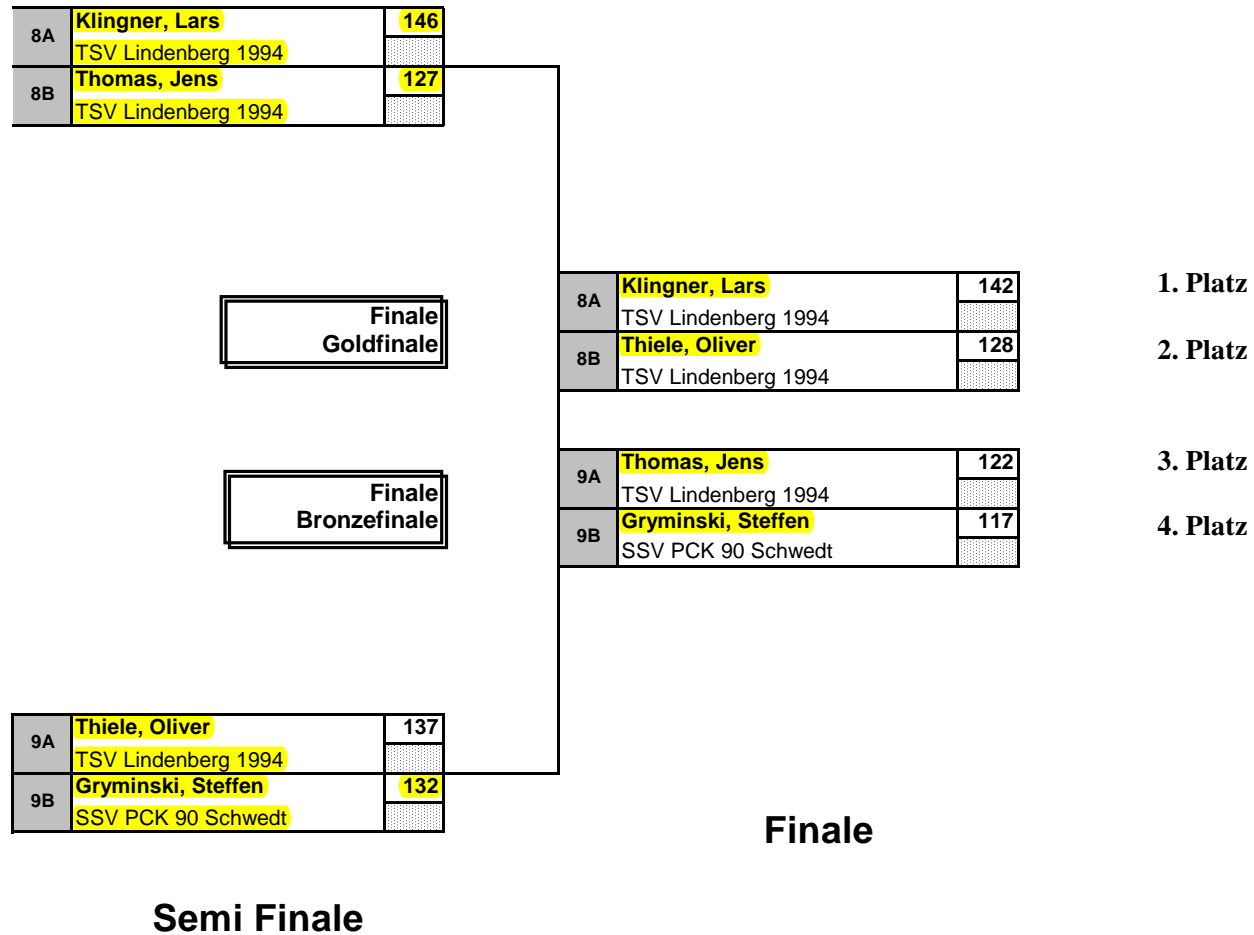 8A Klingner, Lars 146
TSV Lindenberg 1994
8B Thomas, Jens 127
TSV Lindenberg 1994
Finale
Goldfinale
8A Klingner, Lars 142
TSV Lindenberg 1994
8B Thiele, Oliver 128
TSV Lindenberg 1994
1. Platz
2. Platz
Finale
Bronzefinale
9A Thomas, Jens 122
TSV Lindenberg 1994
9B Gryminski, Steffen 117
SSV PCK 90 Schwedt
3. Platz
4. Platz
9A Thiele, Oliver 137
TSV Lindenberg 1994
9B Gryminski, Steffen 132
SSV PCK 90 Schwedt
Finale
Semi Finale